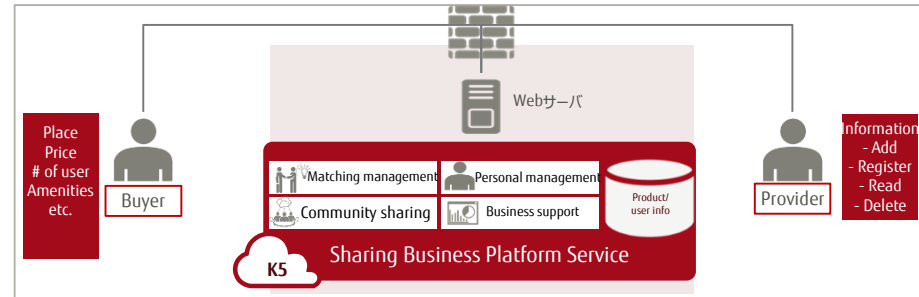 Webサーバ
Place
Price
# of user
Amenities
etc.
Buyer
Matching management
Personal management
Community sharing
Business support
Product/
user info
K5
Sharing Business Platform Service
Provider
Information
- Add
- Register
- Read
- Delete